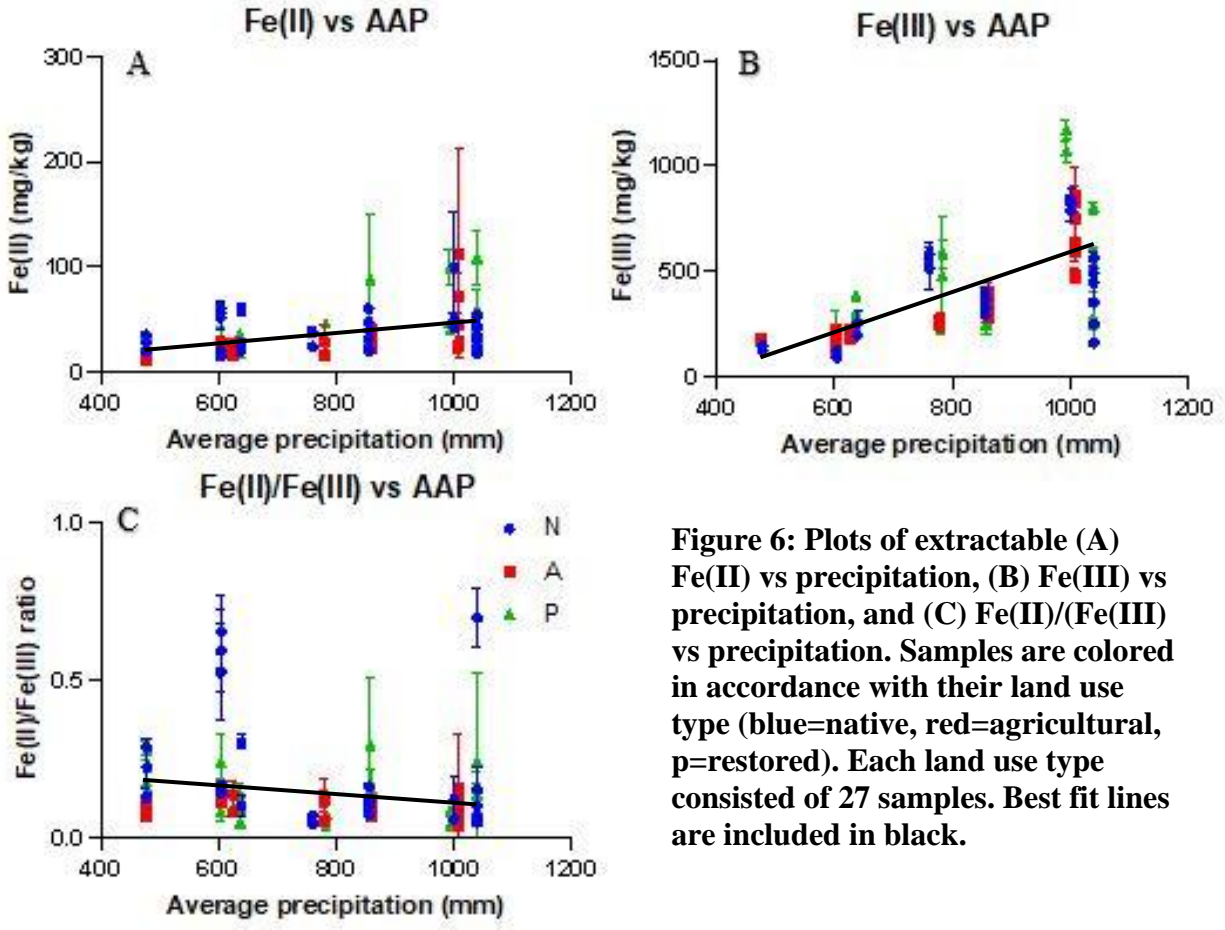 Fe(II) vs AAP
A
300
200
100
0
Fe(II) (mg/kg)
400 600 800 1000 1200
Average precipitation (mm)
Fe(III) vs AAP
B
1500
1000
500
0
Fe(III) (mg/kg)
400 600 800 1000 1200
Average precipitation (mm)
Fe(II)/Fe(III) vs AAP
C
1.0
0.5
0.0
Fe(II)/Fe(III) ratio
400 600 800 1000 1200
Average precipitation (mm)
N
A
P
Figure 6: Plots of extractable (A)
Fe(II) vs precipitation, (B) Fe(III) vs
precipitation, and (C) Fe(II)/(Fe(III)
vs precipitation. Samples are colored
in accordance with their land use
type (blue=native, red=agricultural,
p=restored). Each land use type
consisted of 27 samples. Best fit lines
are included in black.